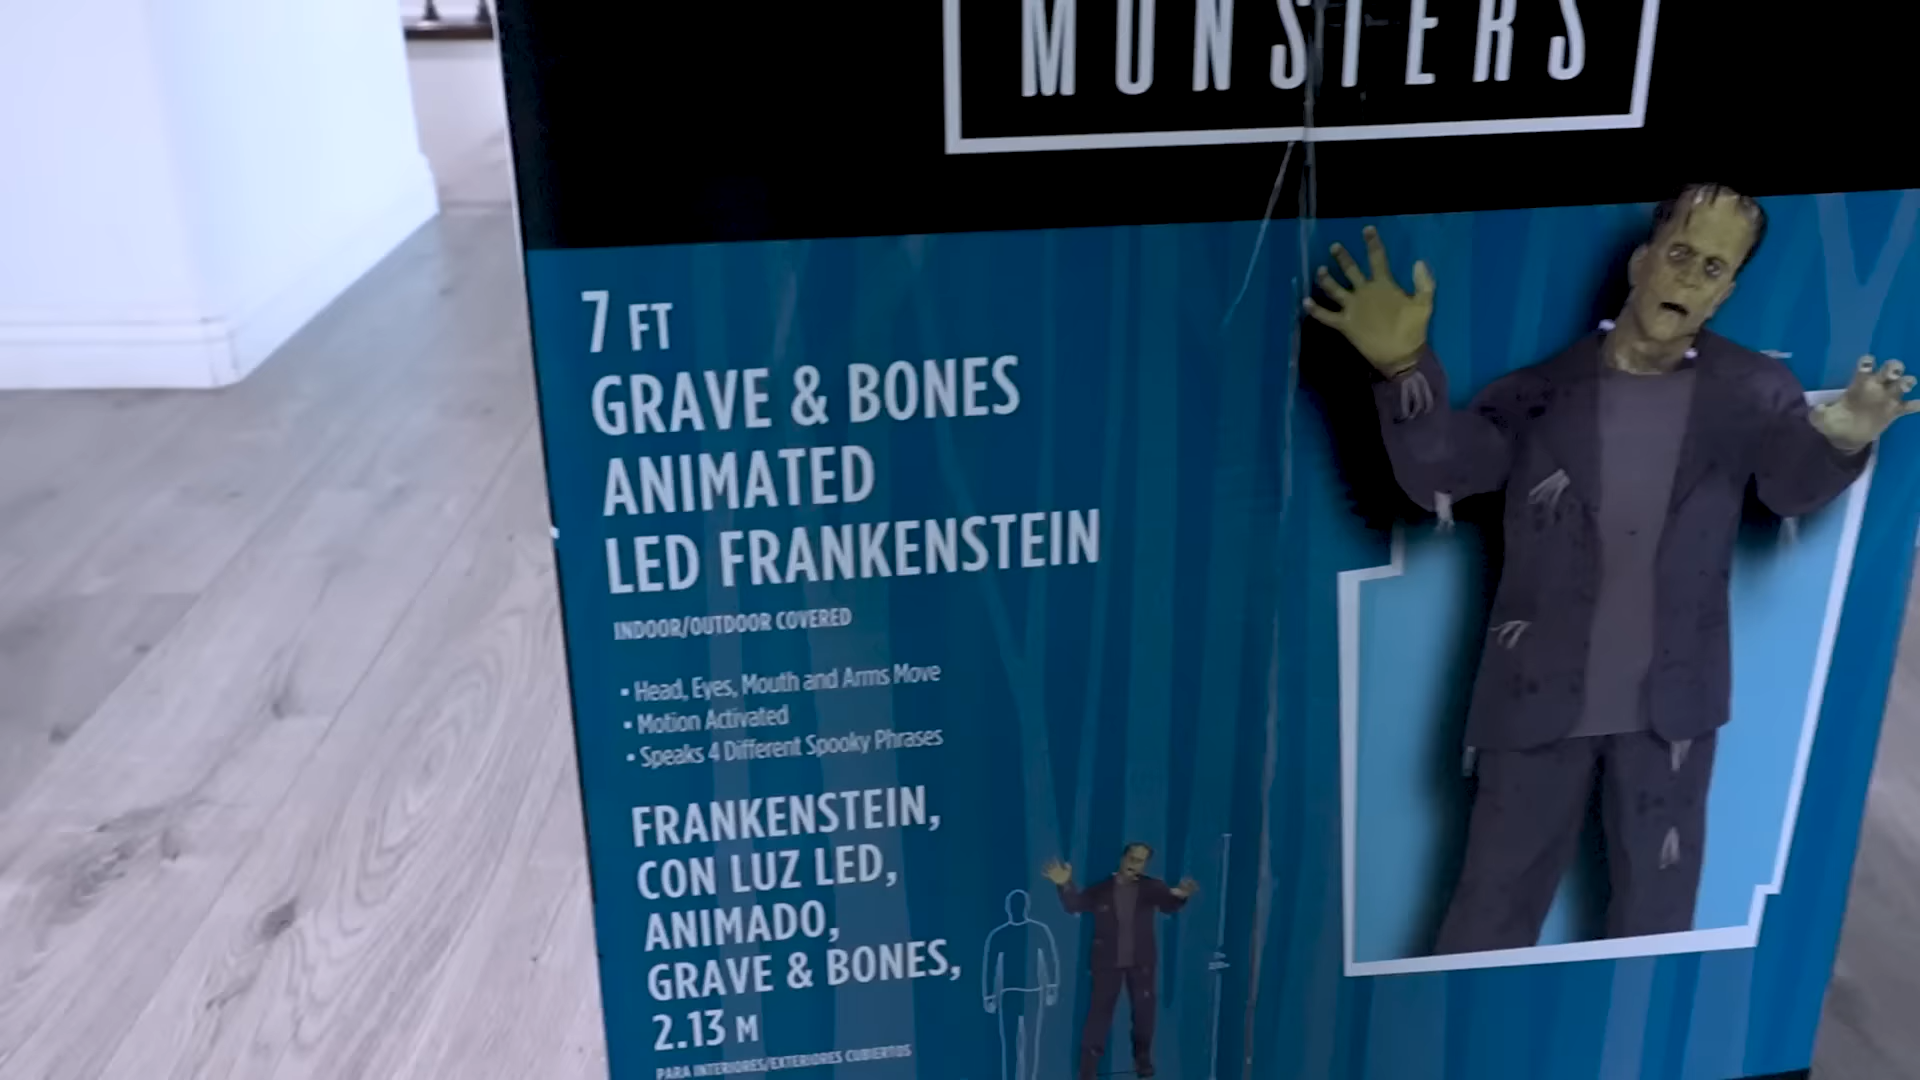 MONSTERS
7 FT
GRAVE & BONES
ANIMATED
LED FRANKENSTEIN
INDOOR/OUTDOOR COVERED
• Head, Eyes, Mouth and Arms Move
• Motion Activated
• Speaks 4 Different Spooky Phrases
FRANKENSTEIN,
CON LUZ LED,
ANIMADO,
GRAVE & BONES,
2.13 M
PARA INTERIORES/EXTERIORES CUBIERTOS